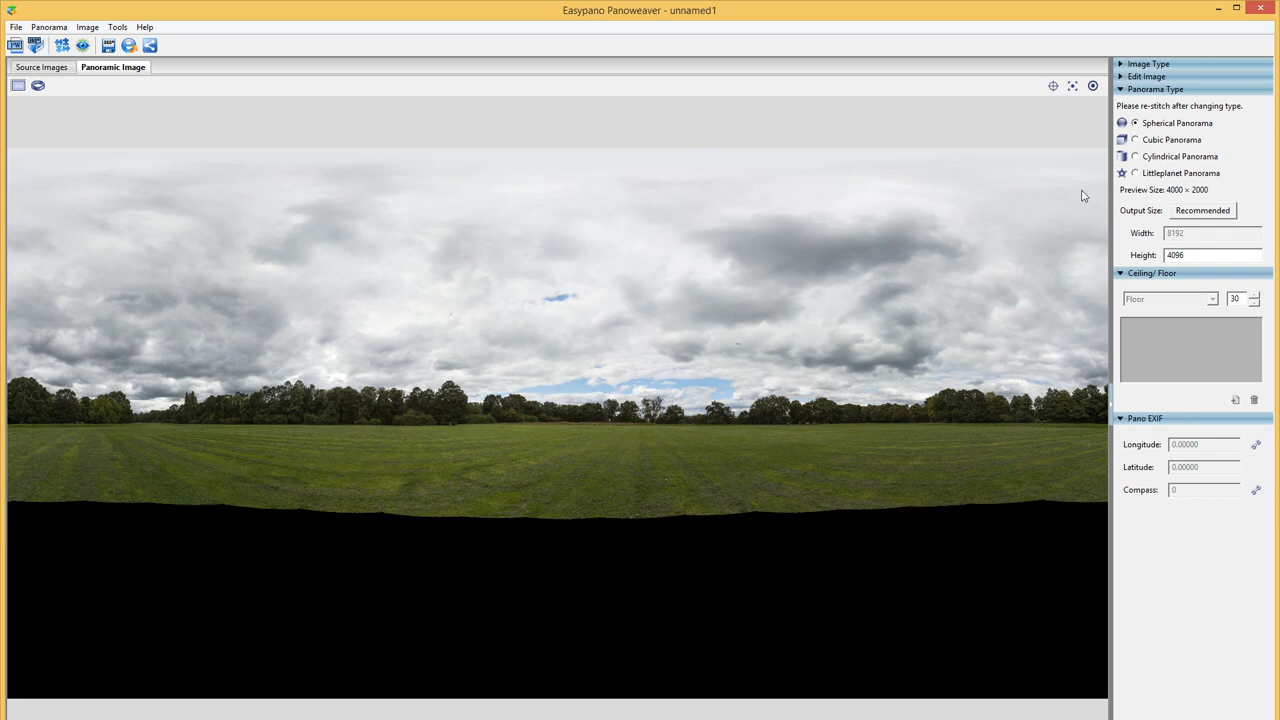 Easypano Panoweaver - unnamed1
File Panorama Image Tools Help
Source Images Panoramic Image
Image Type
Edit Image
Panorama Type
Please re-stitch after changing type.
Spherical Panorama
Cubic Panorama
Cylindrical Panorama
Littleplanet Panorama
Preview Size: 4000 × 2000
Output Size: Recommended
Width: 8192
Height: 4096
Ceiling/ Floor
Floor 30
Pano EXIF
Longitude: 0.00000
Latitude: 0.00000
Compass: 0